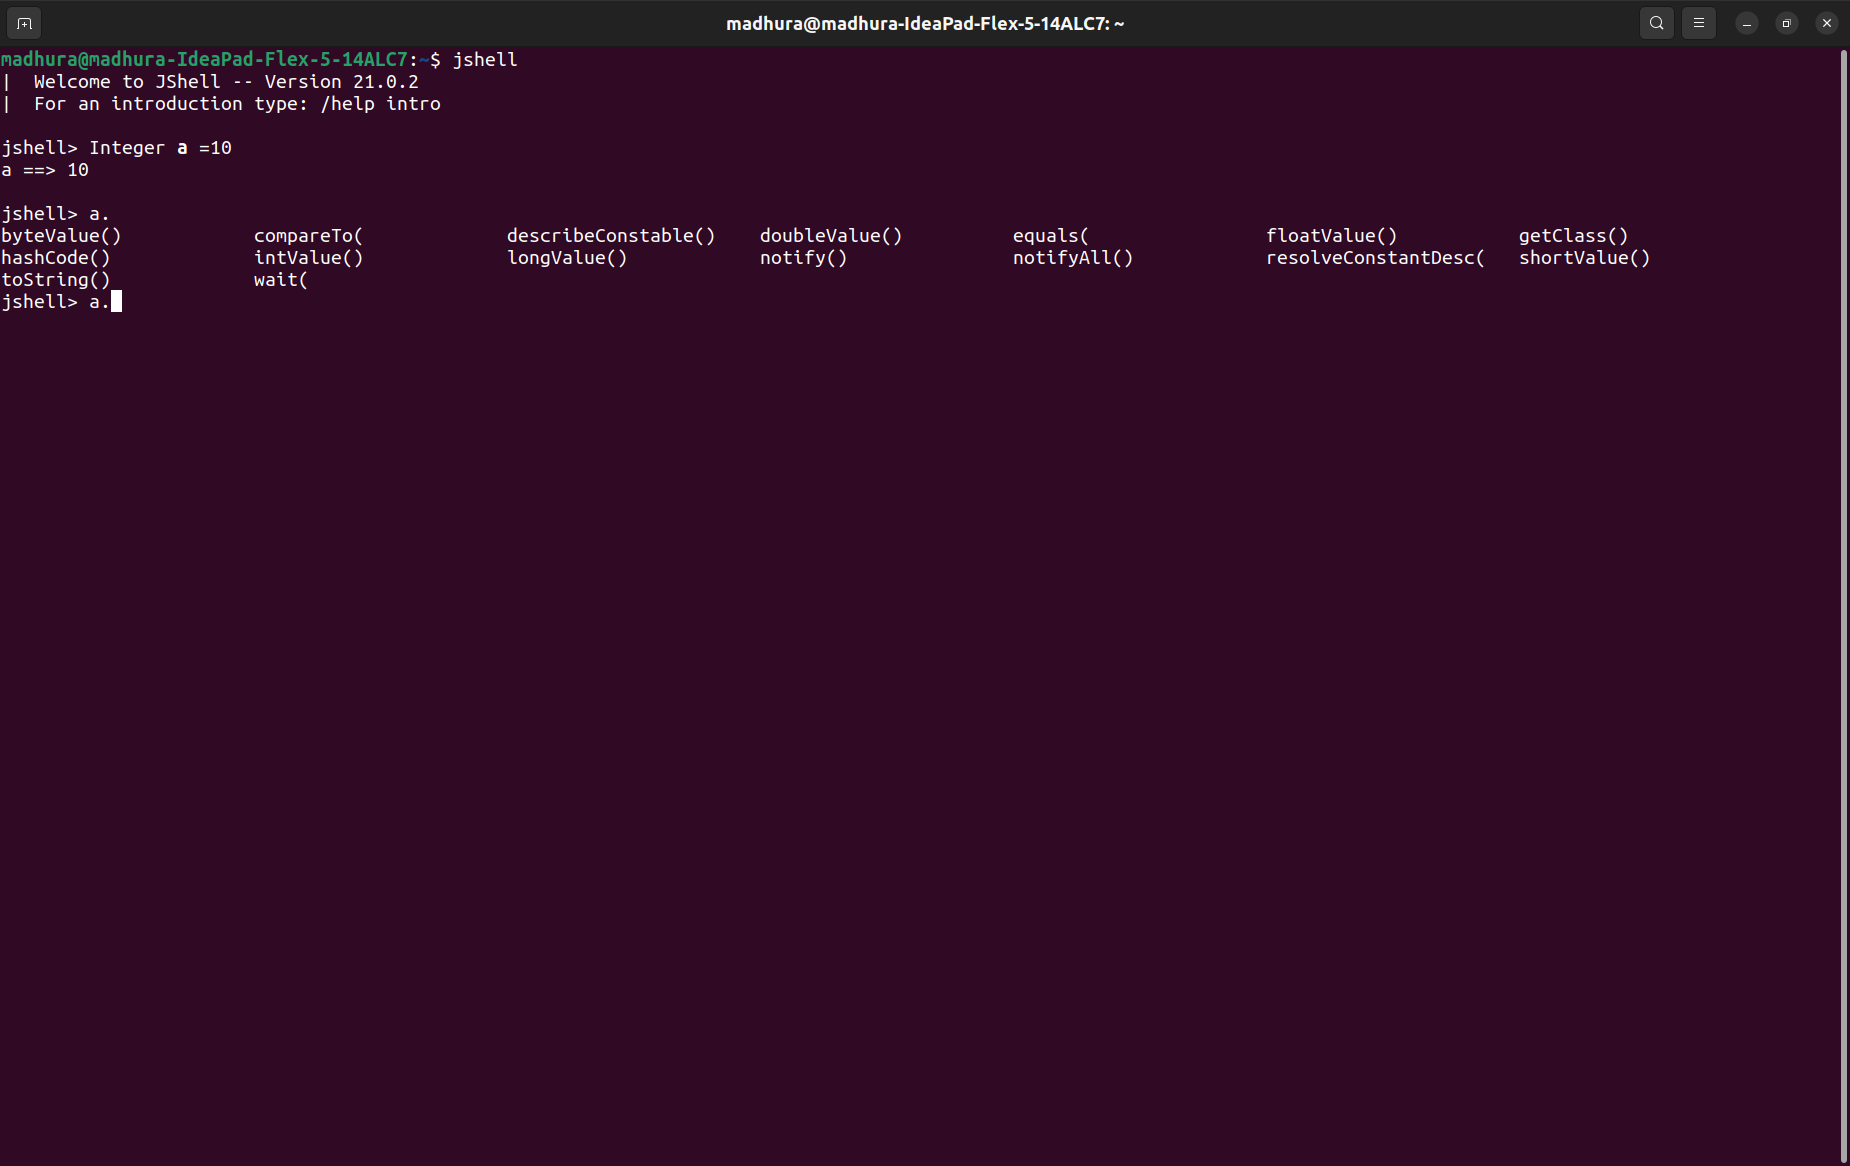 madhura@madhura-IdeaPad-Flex-5-14ALC7: ~
madhura@madhura-IdeaPad-Flex-5-14ALC7:~$ jshell
|  Welcome to JShell -- Version 21.0.2
|  For an introduction type: /help intro
jshell> Integer a =10
a ==> 10
jshell> a.
byteValue()            compareTo(             describeConstable()    doubleValue()          equals(                floatValue()           getClass()
hashCode()             intValue()             longValue()            notify()               notifyAll()            resolveConstantDesc(   shortValue()
toString()             wait(
jshell> a.